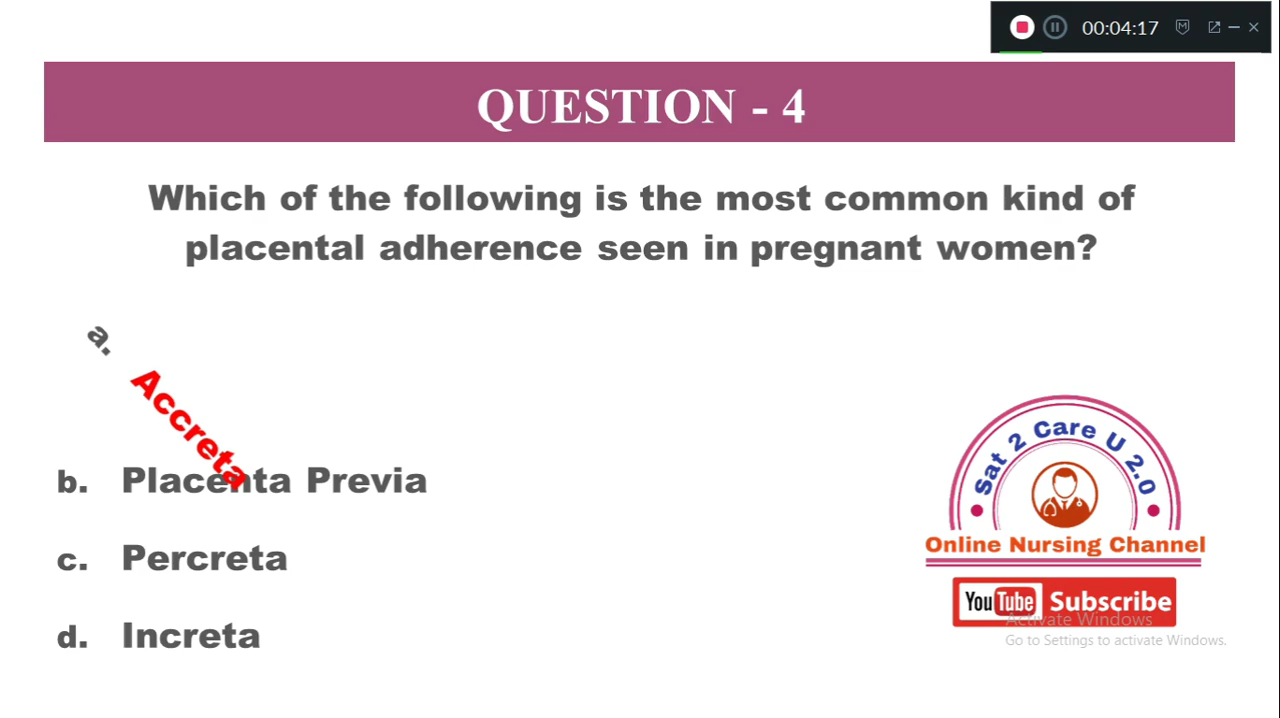 00:04:17
QUESTION - 4
Which of the following is the most common kind of
placental adherence seen in pregnant women?
a. Accreta
b. Placenta Previa
c. Percreta
d. Increta
Sat 2 Care U 2.0
Online Nursing Channel
YouTube Subscribe
Activate Windows
Go to Settings to activate Windows.